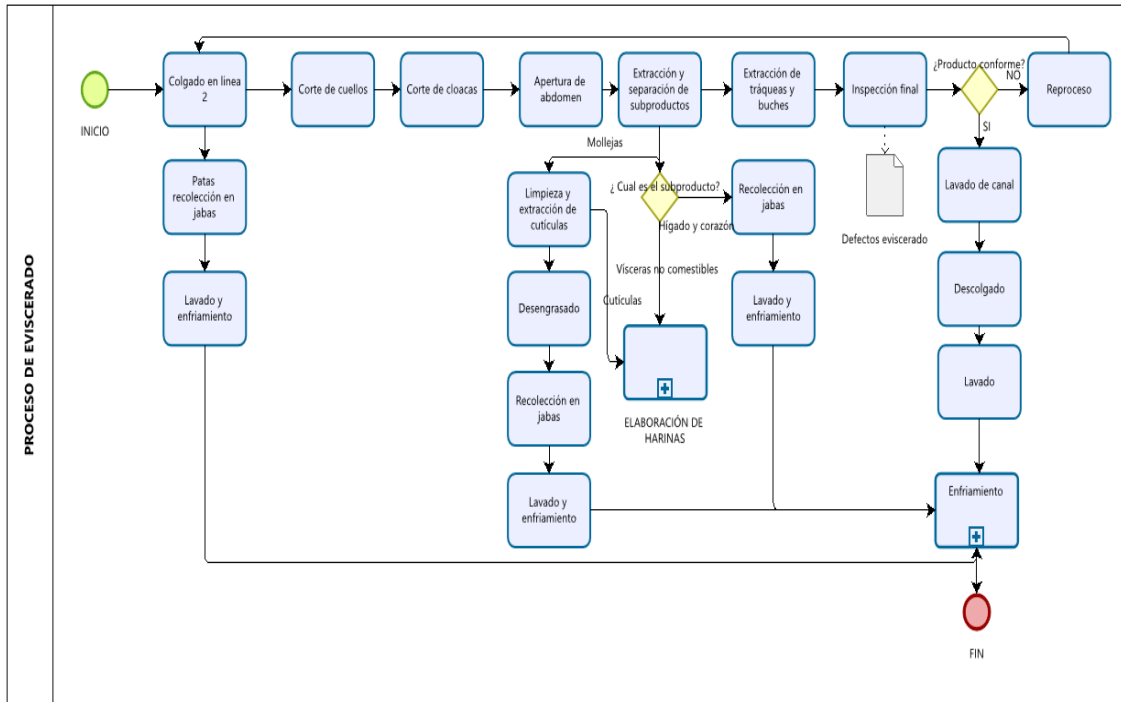 PROCESO DE EVISCERADO
INICIO
Colgado en linea
2
Corte de cuellos
Corte de cloacas
Apertura de
abdomen
Extracción y
separación de
subproductos
Extracción de
tráqueas y
buches
Inspección final
¿Producto conforme?
NO
Reproceso
SI
Mollejas
Patas
recolección en
jabas
Limpieza y
extracción de
cutículas
¿ Cual es el subproducto?
Recolección en
jabas
Hígado y corazón
Defectos eviscerado
Lavado de canal
Vísceras no comestibles
Cutículas
Lavado y
enfriamiento
Desengrasado
Lavado y
enfriamiento
Descolgado
Recolección en
jabas
ELABORACIÓN DE
HARINAS
Lavado
Lavado y
enfriamiento
Enfriamiento
FIN